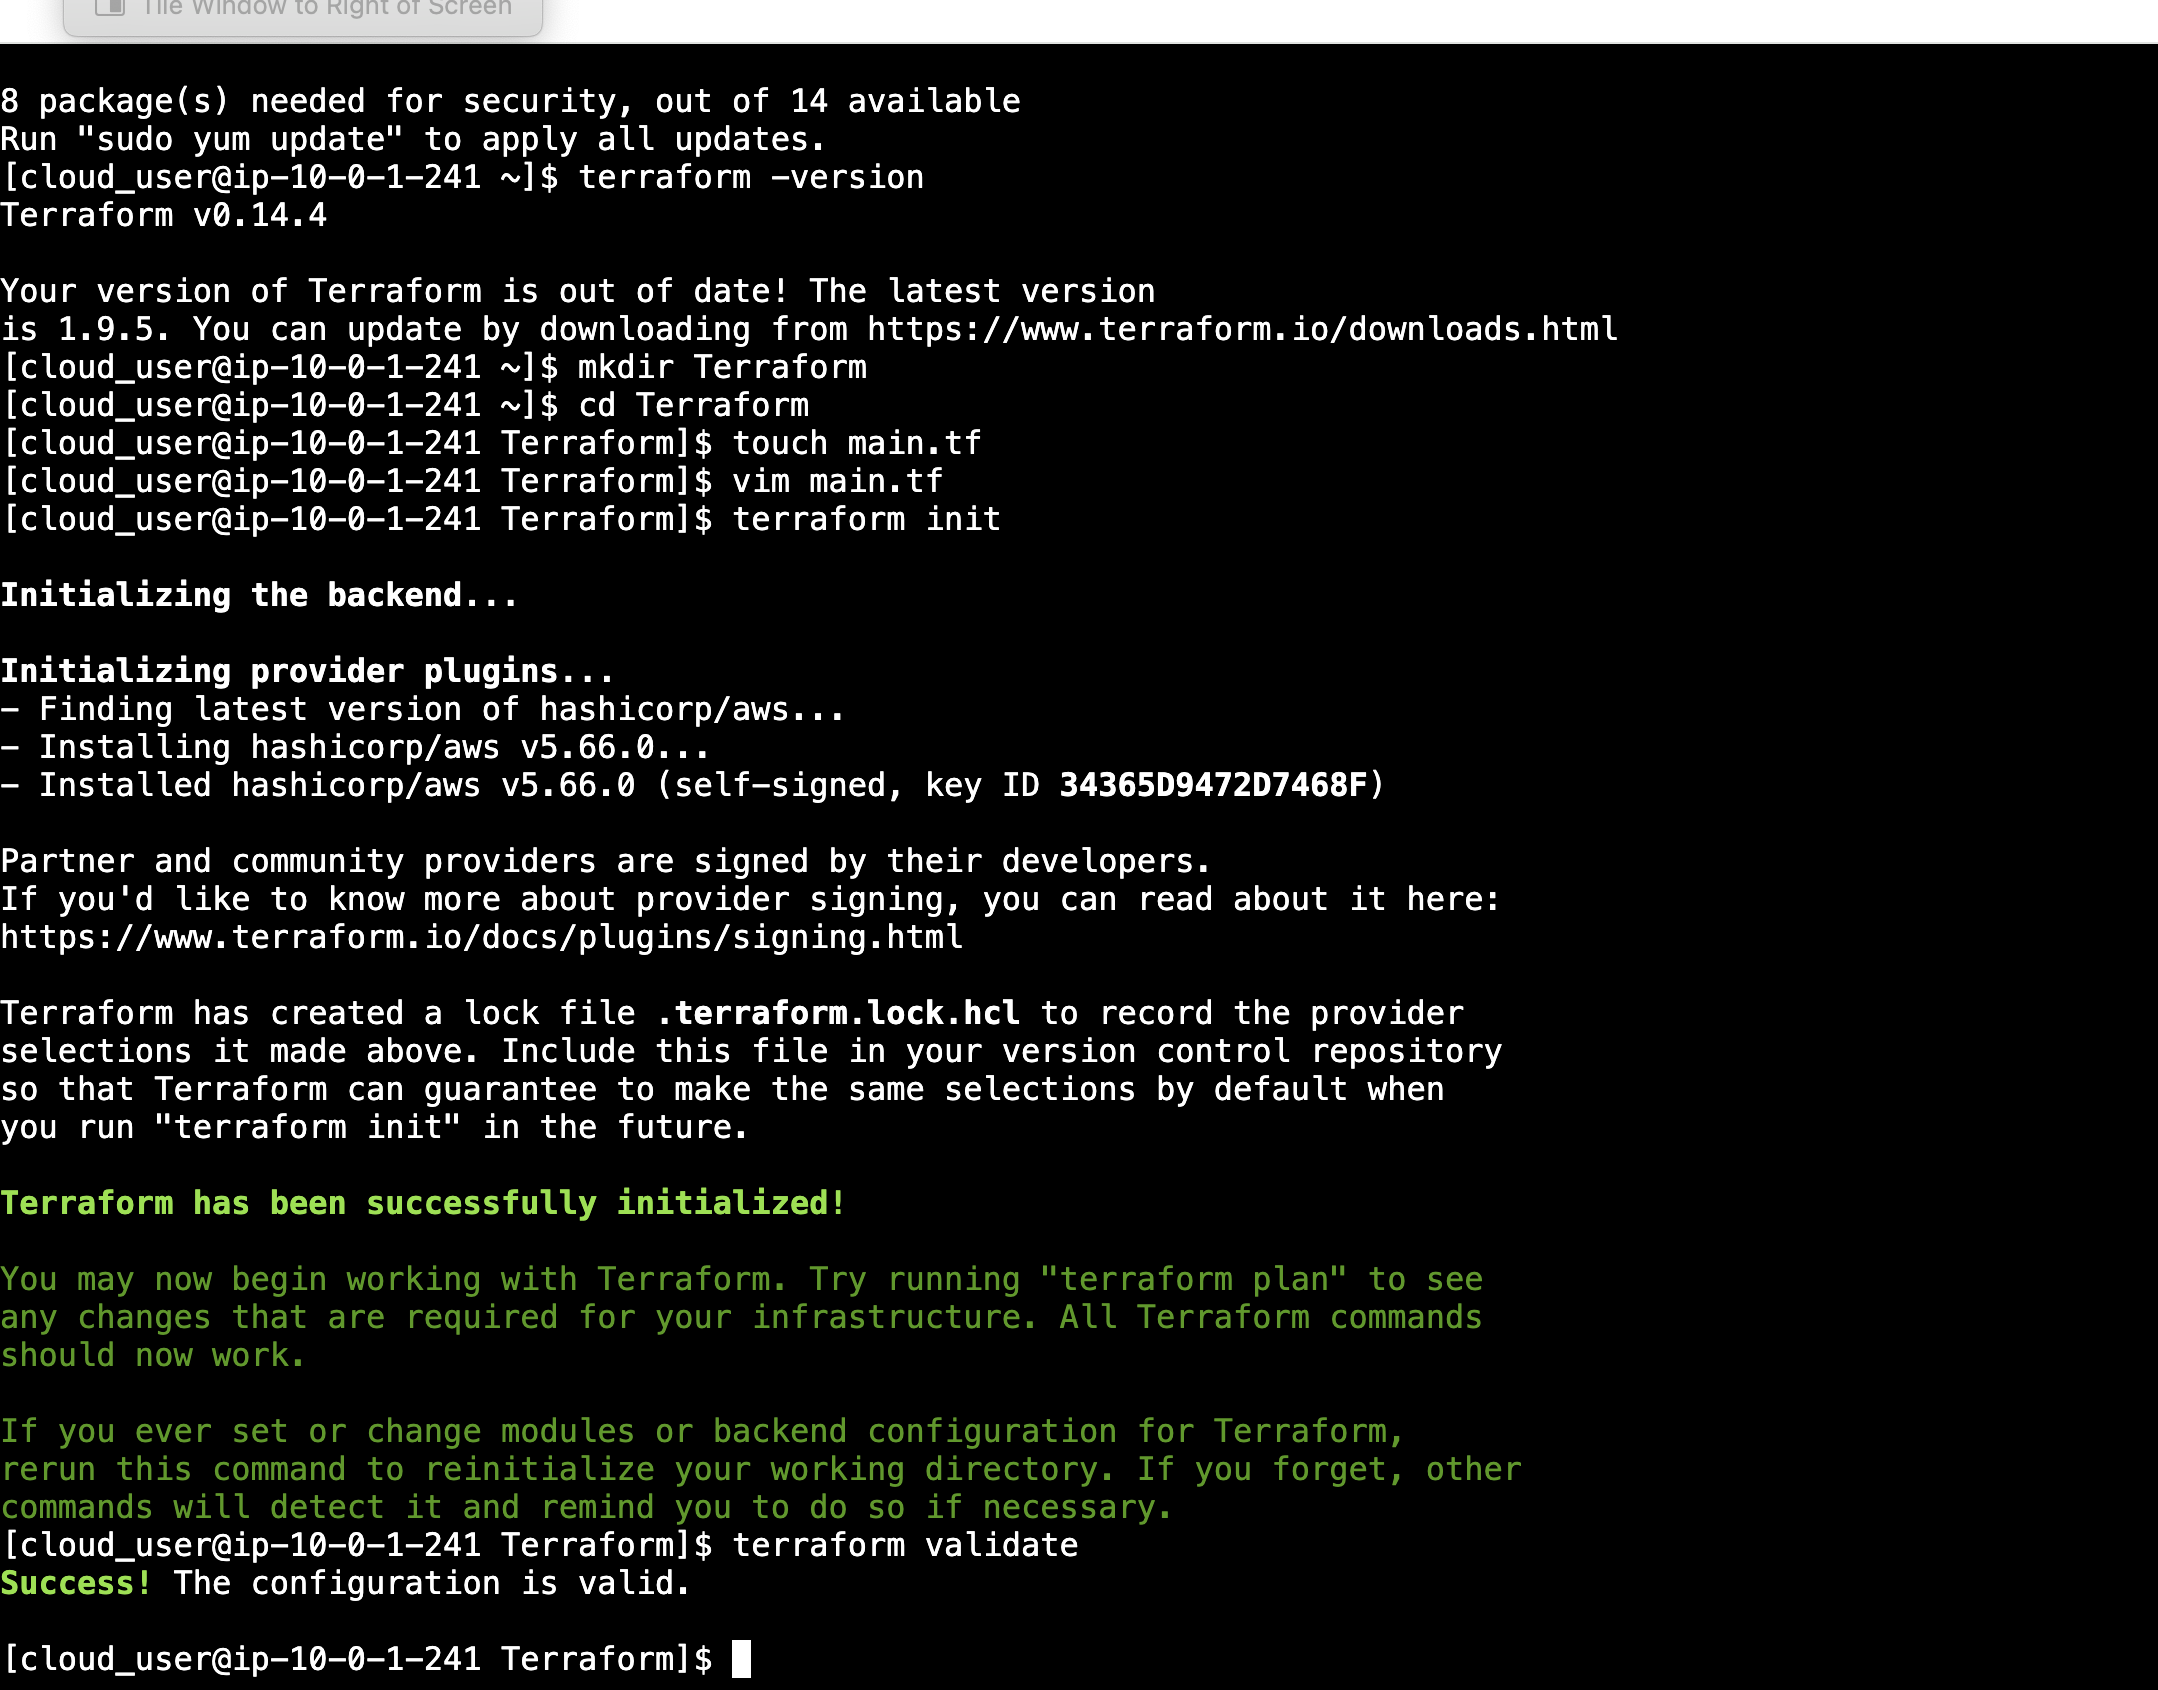 Tile Window to Right of Screen
8 package(s) needed for security, out of 14 available
Run "sudo yum update" to apply all updates.
[cloud_user@ip-10-0-1-241 ~]$ terraform -version
Terraform v0.14.4
Your version of Terraform is out of date! The latest version
is 1.9.5. You can update by downloading from https://www.terraform.io/downloads.html
[cloud_user@ip-10-0-1-241 ~]$ mkdir Terraform
[cloud_user@ip-10-0-1-241 ~]$ cd Terraform
[cloud_user@ip-10-0-1-241 Terraform]$ touch main.tf
[cloud_user@ip-10-0-1-241 Terraform]$ vim main.tf
[cloud_user@ip-10-0-1-241 Terraform]$ terraform init
Initializing the backend...
Initializing provider plugins...
- Finding latest version of hashicorp/aws...
- Installing hashicorp/aws v5.66.0...
- Installed hashicorp/aws v5.66.0 (self-signed, key ID 34365D9472D7468F)
Partner and community providers are signed by their developers.
If you'd like to know more about provider signing, you can read about it here:
https://www.terraform.io/docs/plugins/signing.html
Terraform has created a lock file .terraform.lock.hcl to record the provider
selections it made above. Include this file in your version control repository
so that Terraform can guarantee to make the same selections by default when
you run "terraform init" in the future.
Terraform has been successfully initialized!
You may now begin working with Terraform. Try running "terraform plan" to see
any changes that are required for your infrastructure. All Terraform commands
should now work.
If you ever set or change modules or backend configuration for Terraform,
rerun this command to reinitialize your working directory. If you forget, other
commands will detect it and remind you to do so if necessary.
[cloud_user@ip-10-0-1-241 Terraform]$ terraform validate
Success! The configuration is valid.
[cloud_user@ip-10-0-1-241 Terraform]$